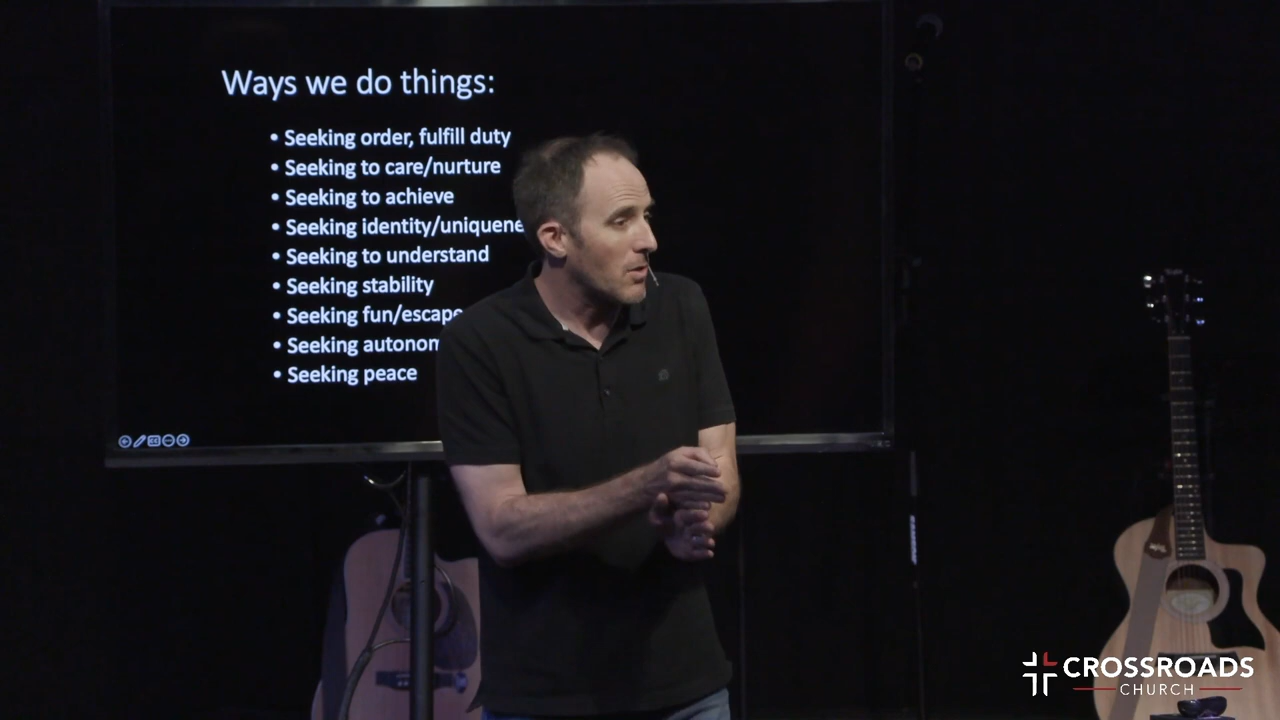 Ways we do things:
• Seeking order, fulfill duty
• Seeking to care/nurture
• Seeking to achieve
• Seeking identity/uniquene
• Seeking to understand
• Seeking stability
• Seeking fun/escape
• Seeking autonom
• Seeking peace
CROSSROADS
CHURCH